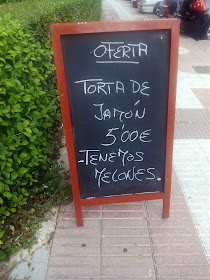 OFERTA
TORTA DE
JAMÓN
5'00€
-TENEMOS
MELONES.